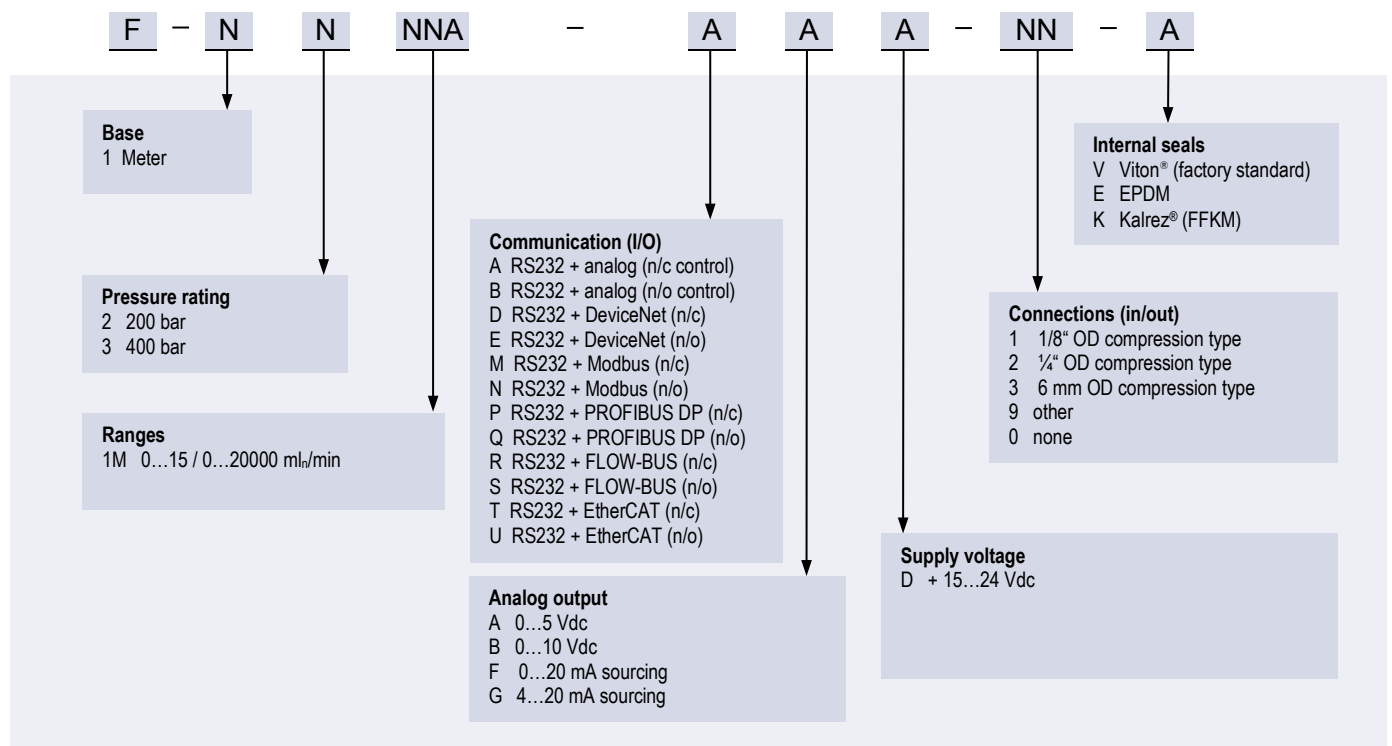 F – N N NNA – A A A – NN – A
Base
1 Meter
Internal seals
V Viton® (factory standard)
E EPDM
K Kalrez® (FFKM)
Communication (I/O)
A RS232 + analog (n/c control)
B RS232 + analog (n/o control)
D RS232 + DeviceNet (n/c)
E RS232 + DeviceNet (n/o)
M RS232 + Modbus (n/c)
N RS232 + Modbus (n/o)
P RS232 + PROFIBUS DP (n/c)
Q RS232 + PROFIBUS DP (n/o)
R RS232 + FLOW-BUS (n/c)
S RS232 + FLOW-BUS (n/o)
T RS232 + EtherCAT (n/c)
U RS232 + EtherCAT (n/o)
Pressure rating
2 200 bar
3 400 bar
Connections (in/out)
1 1/8“ OD compression type
2 ¼“ OD compression type
3 6 mm OD compression type
9 other
0 none
Ranges
1M 0…15 / 0…20000 mlₙ/min
Supply voltage
D + 15…24 Vdc
Analog output
A 0…5 Vdc
B 0…10 Vdc
F 0…20 mA sourcing
G 4…20 mA sourcing